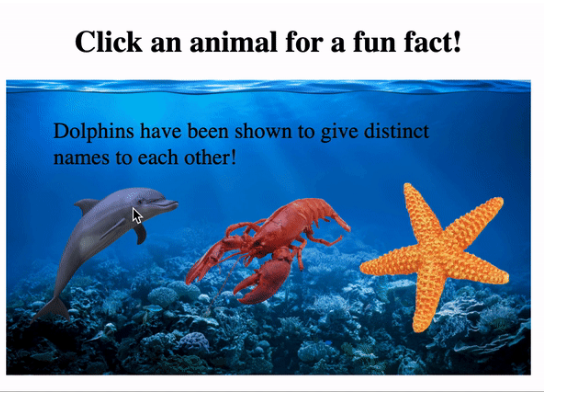 Click an animal for a fun fact!
Dolphins have been shown to give distinct
names to each other!